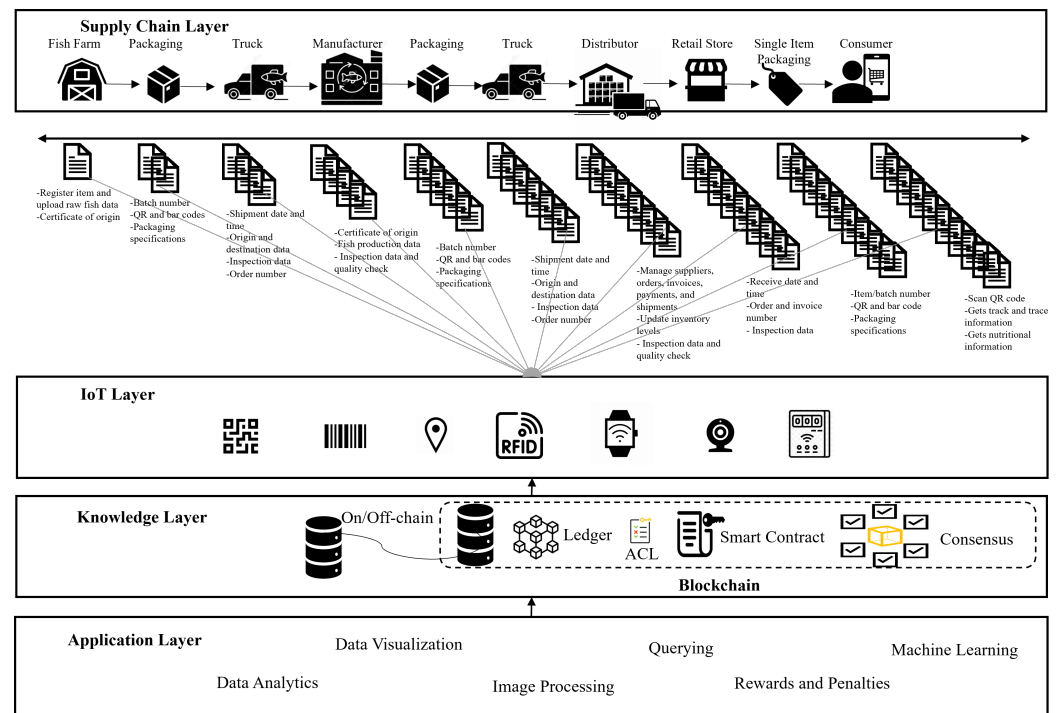 Supply Chain Layer
Fish Farm
Packaging
Truck
Manufacturer
Packaging
Truck
Distributor
Retail Store
Single Item
Packaging
Consumer
-Register item and
upload raw fish data
-Certificate of origin
-Batch number
-QR and bar codes
-Packaging
specifications
-Shipment date and
time
-Origin and
destination data
-Inspection data
-Order number
-Certificate of origin
-Fish production data
- Inspection data and
quality check
-Batch number
-QR and bar codes
-Packaging
specifications
-Shipment date and
time
-Origin and
destination data
- Inspection data
-Order number
-Manage suppliers,
orders, invoices,
payments, and
shipments
-Update inventory
levels
- Inspection data and
quality check
-Receive date and
time
-Order and invoice
number
- Inspection data
-Item/batch number
-QR and bar code
-Packaging
specifications
-Scan QR code
-Gets track and trace
information
-Gets nutritional
information
IoT Layer
RFiD
000
Knowledge Layer
On/Off-chain
Ledger
ACL
Smart Contract
Consensus
Blockchain
Application Layer
Data Visualization
Querying
Machine Learning
Data Analytics
Image Processing
Rewards and Penalties